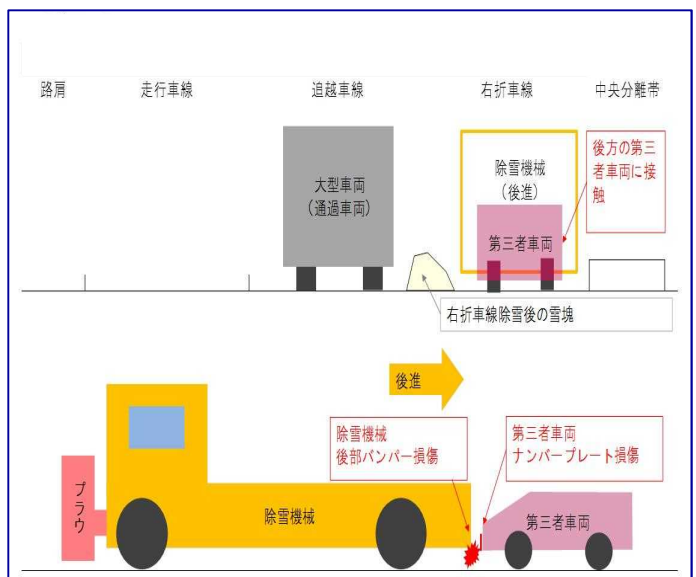 路肩
走行車線
追越車線
右折車線
中央分離帯
大型車両
（通過車両）
除雪機械
（後進）
第三者車両
後方の第三
者車両に接
触
右折車線除雪後の雪塊
後進
除雪機械
後部バンパー損傷
第三者車両
ナンバープレート損傷
プラウ
除雪機械
第三者車両